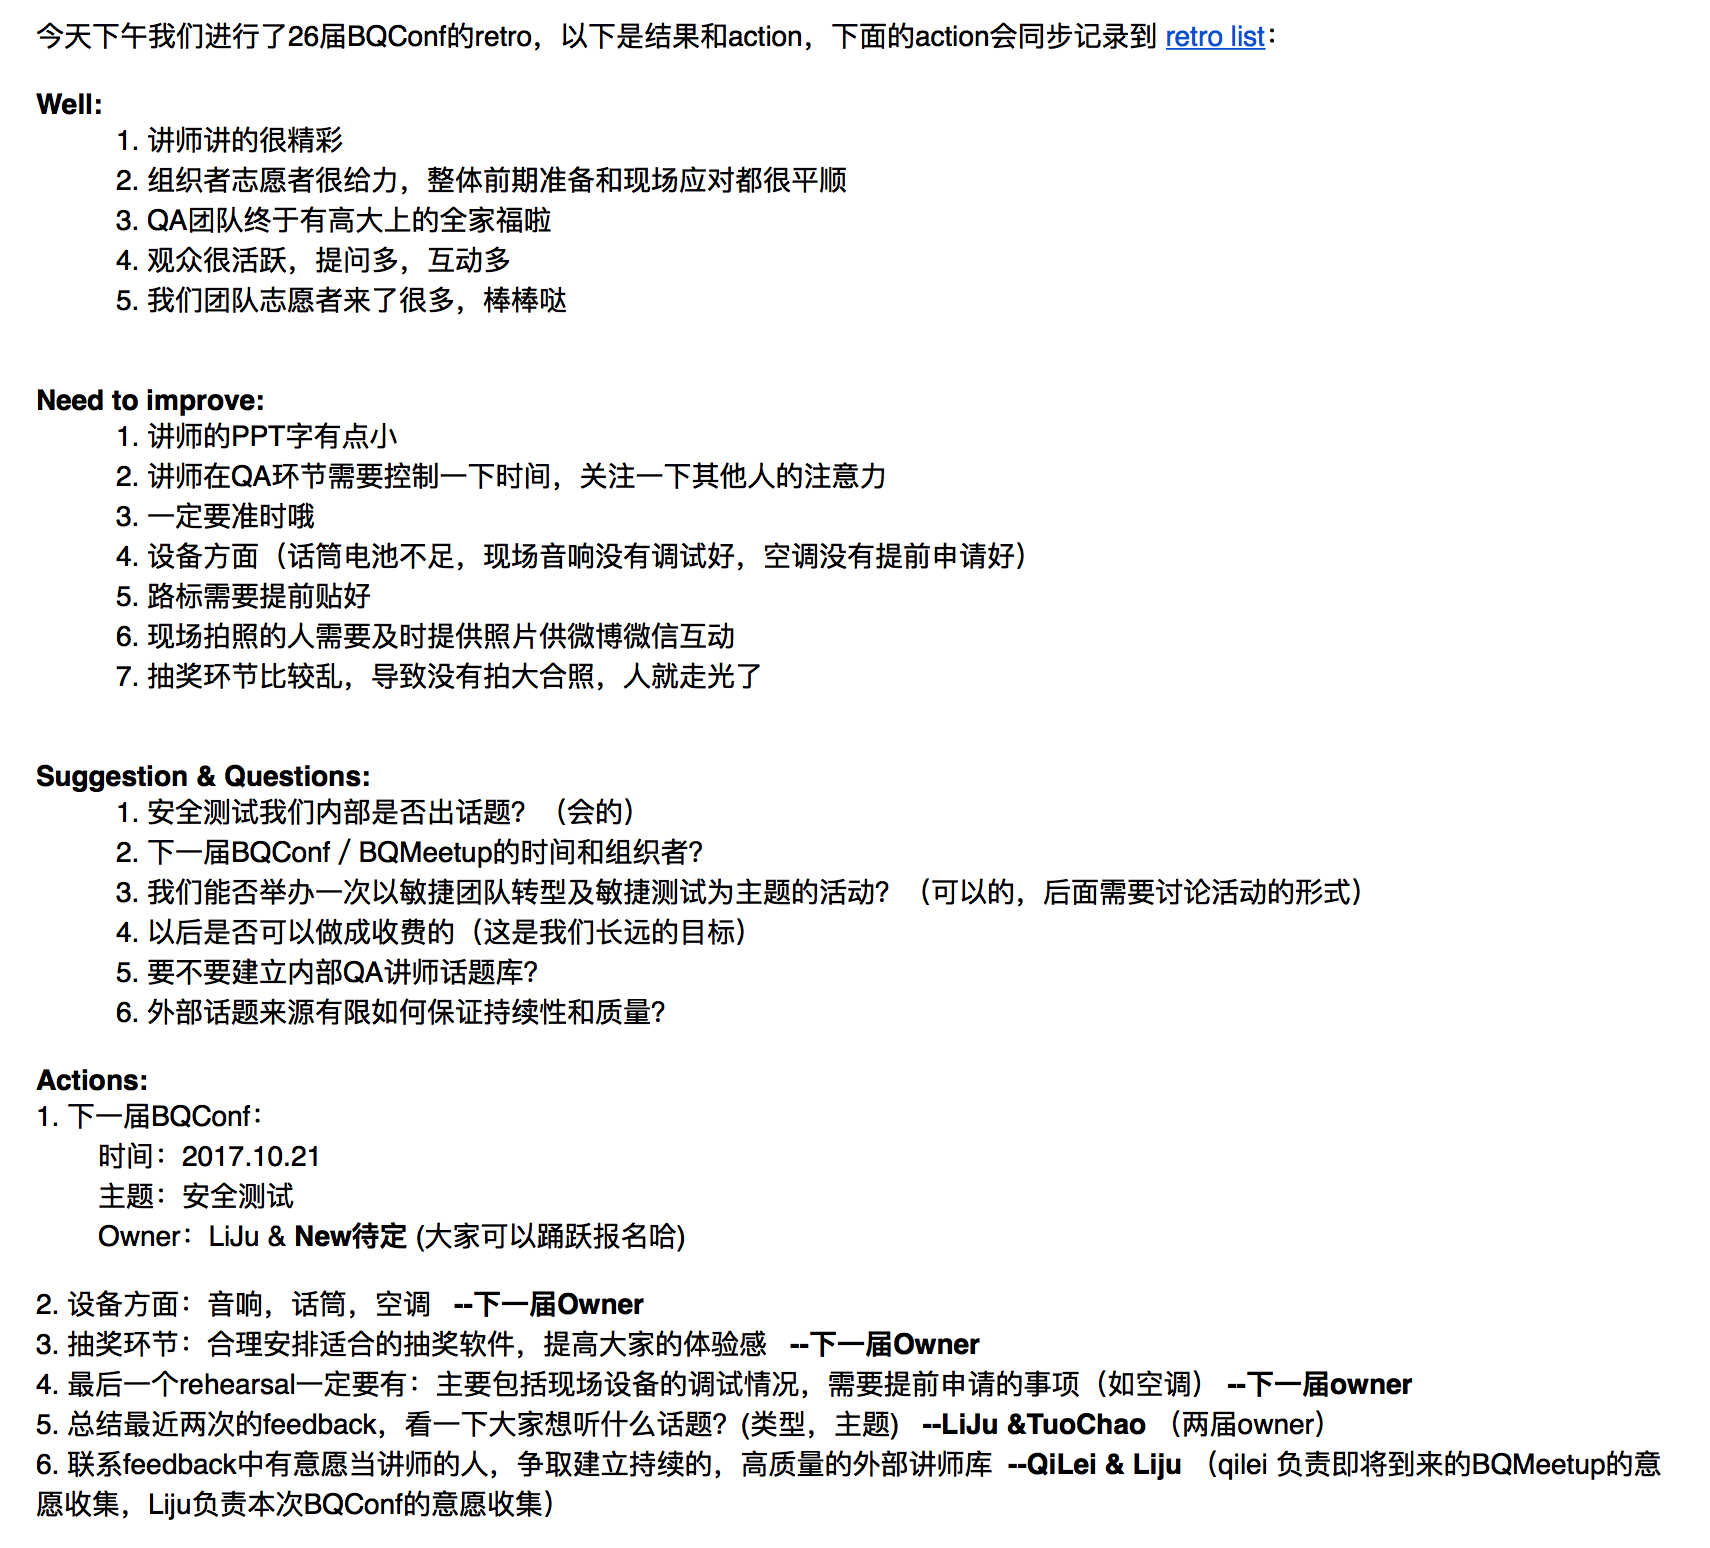 今天下午我们进行了26届BQConf的retro，以下是结果和action，下面的action会同步记录到 retro list：
Well:
1. 讲师讲的很精彩
2. 组织者志愿者很给力，整体前期准备和现场应对都很平顺
3. QA团队终于有高大上的全家福啦
4. 观众很活跃，提问多，互动多
5. 我们团队志愿者来了很多，棒棒哒
Need to improve:
1. 讲师的PPT字有点小
2. 讲师在QA环节需要控制一下时间，关注一下其他人的注意力
3. 一定要准时哦
4. 设备方面（话筒电池不足，现场音响没有调试好，空调没有提前申请好）
5. 路标需要提前贴好
6. 现场拍照的人需要及时提供照片供微博微信互动
7. 抽奖环节比较乱，导致没有拍大合照，人就走光了
Suggestion & Questions:
1. 安全测试我们内部是否出话题？（会的）
2. 下一届BQConf / BQMeetup的时间和组织者?
3. 我们能否举办一次以敏捷团队转型及敏捷测试为主题的活动？（可以的，后面需要讨论活动的形式）
4. 以后是否可以做成收费的（这是我们长远的目标）
5. 要不要建立内部QA讲师话题库?
6. 外部话题来源有限如何保证持续性和质量?
Actions:
1. 下一届BQConf：
时间：2017.10.21
主题：安全测试
Owner：LiJu & New待定 (大家可以踊跃报名哈)
2. 设备方面：音响，话筒，空调 --下一届Owner
3. 抽奖环节：合理安排适合的抽奖软件，提高大家的体验感 --下一届Owner
4. 最后一个rehearsal一定要有：主要包括现场设备的调试情况，需要提前申请的事项（如空调） --下一届owner
5. 总结最近两次的feedback，看一下大家想听什么话题？(类型，主题) --LiJu &TuoChao （两届owner）
6. 联系feedback中有意愿当讲师的人，争取建立持续的，高质量的外部讲师库 --QiLei & Liju （qilei 负责即将到来的BQMeetup的意
愿收集，Liju负责本次BQConf的意愿收集）